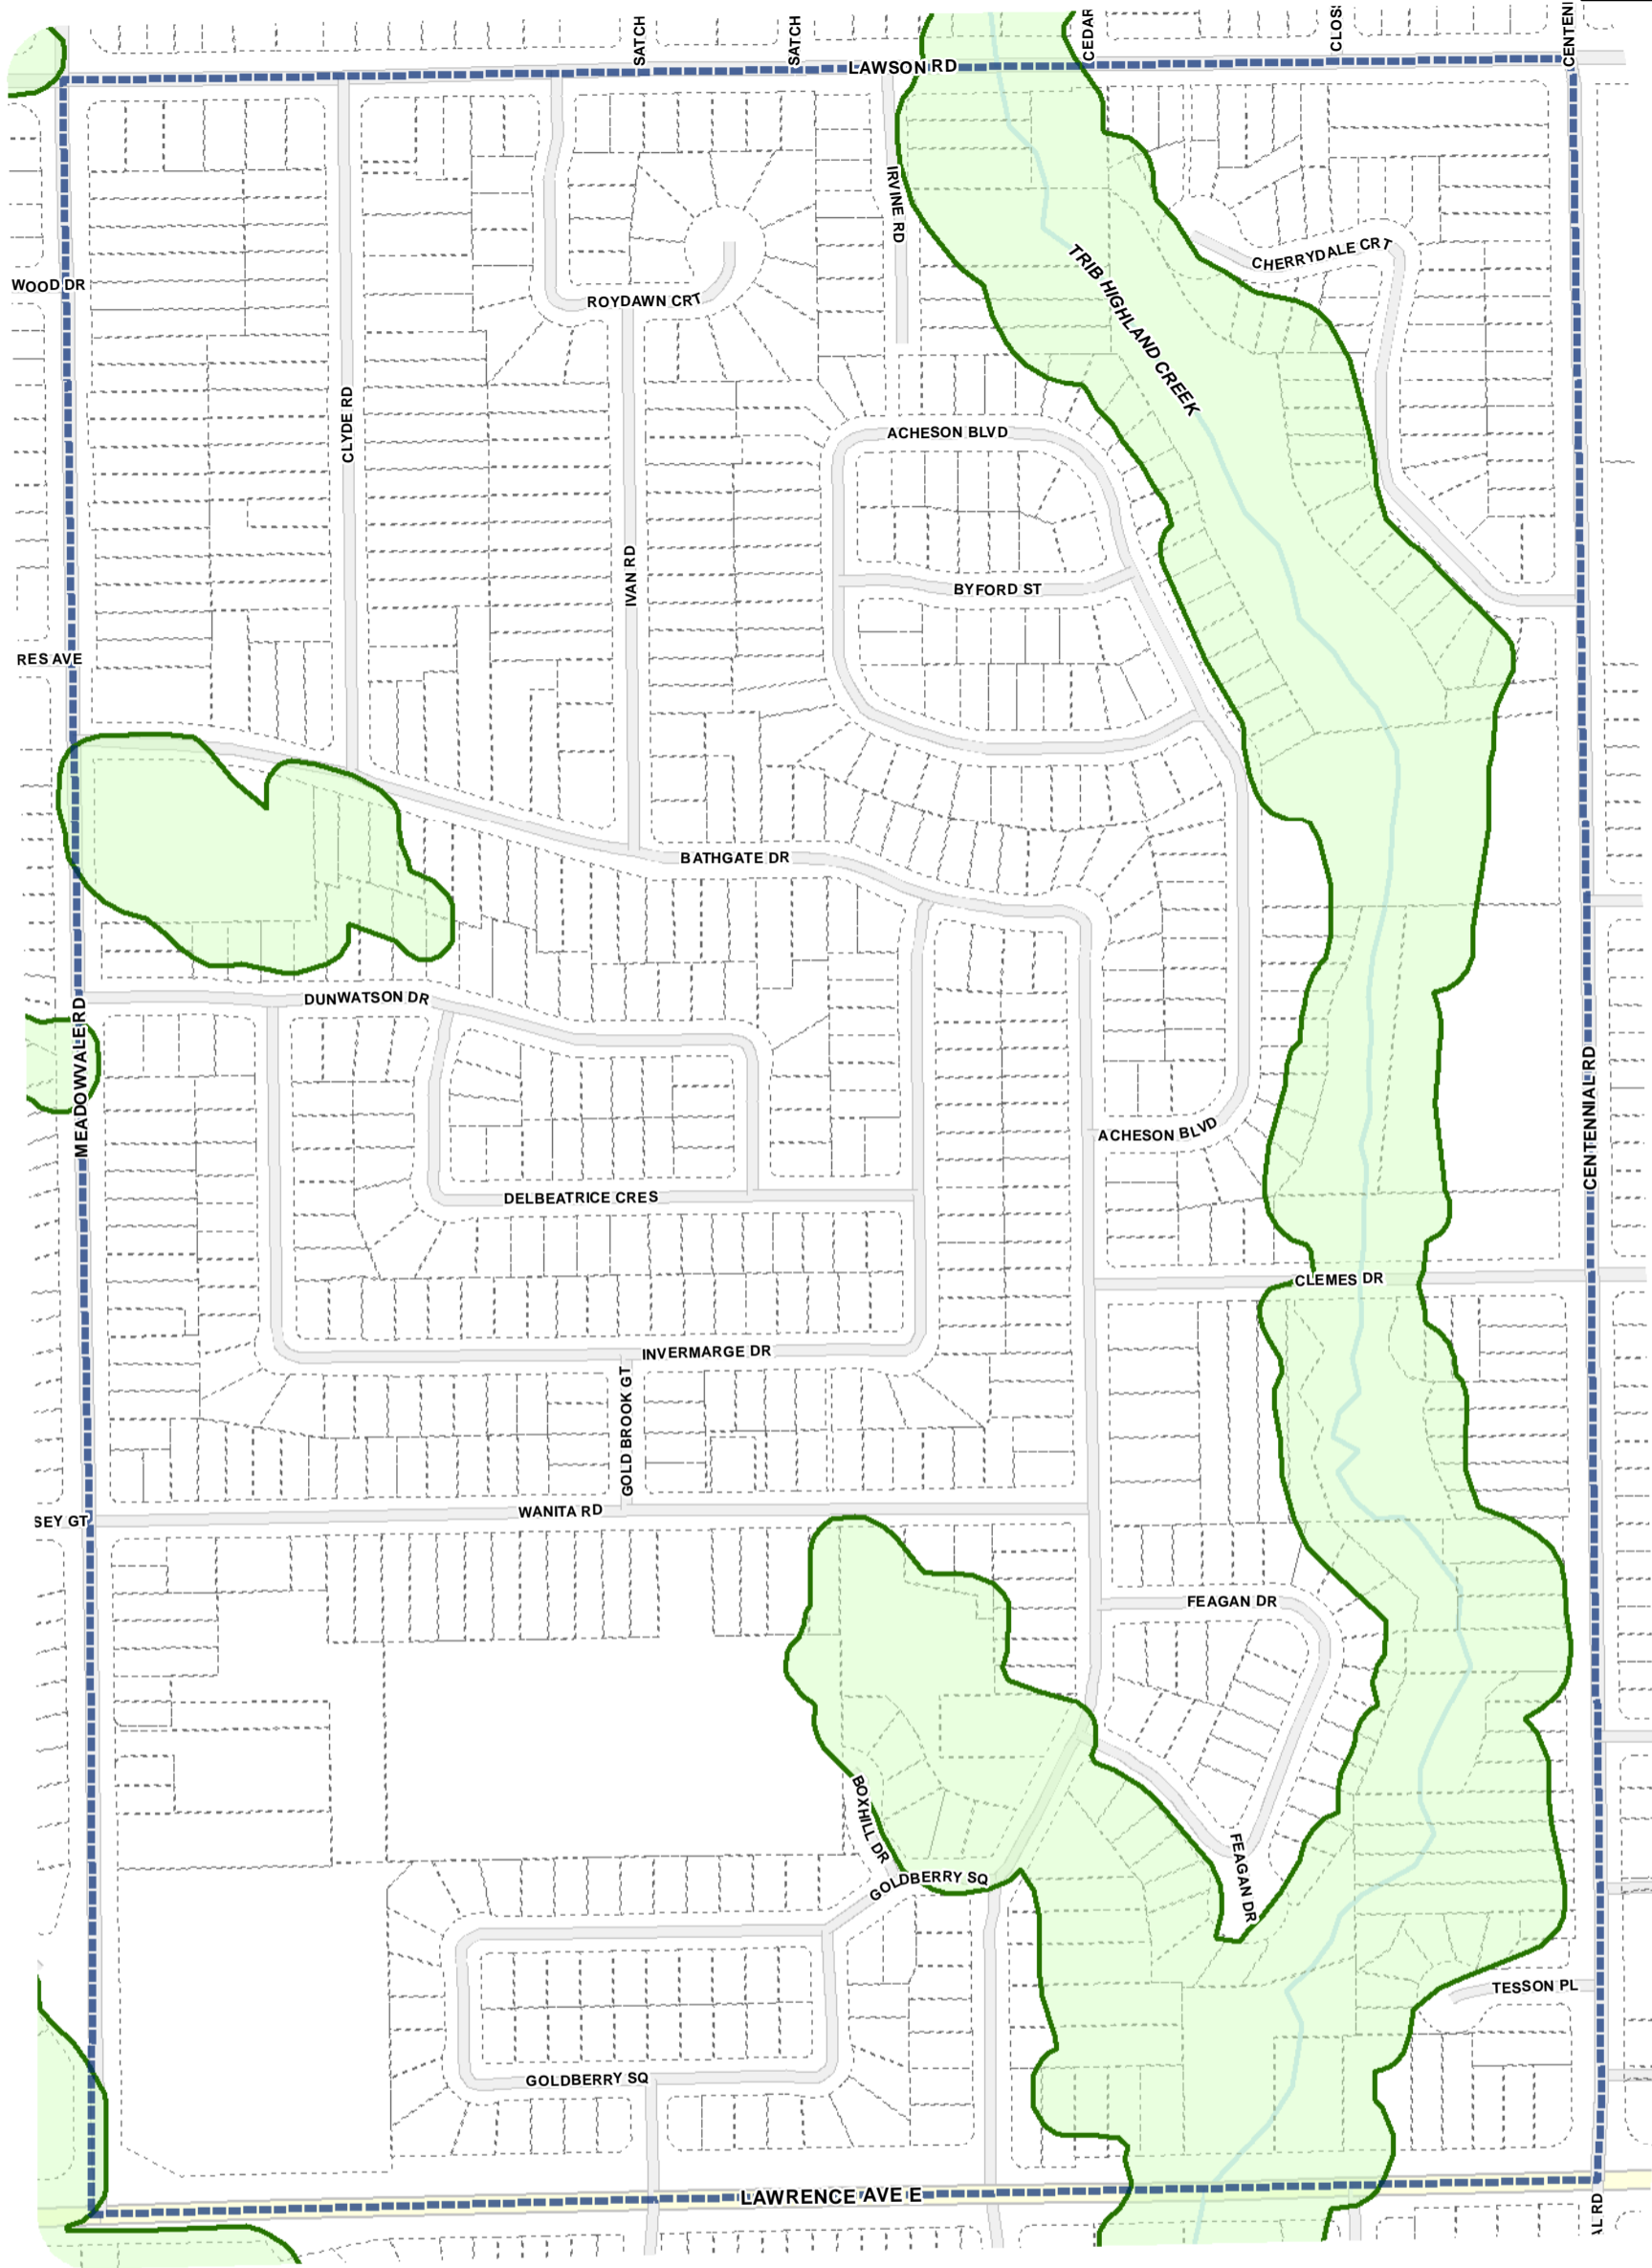 SATCH
SATCH
CEDAR
CLOS
CENTENI
LAWSON RD
IRVINE RD
CHERRYDALE CRT
TRIB HIGHLAND CREEK
WOOD DR
ROYDAWN CRT
CLYDE RD
ACHESON BLVD
IVAN RD
BYFORD ST
RES AVE
BATHGATE DR
DUNWATSON DR
MEADOWVALE RD
CENTENNIAL RD
ACHESON BLVD
DELBEATRICE CRES
CLEMES DR
INVERMARGE DR
GOLD BROOK GT
WANITA RD
SEY GT
FEAGAN DR
BOXHILL DR
FEAGAN DR
GOLDBERRY SQ
TESSON PL
GOLDBERRY SQ
LAWRENCE AVE E
AL RD